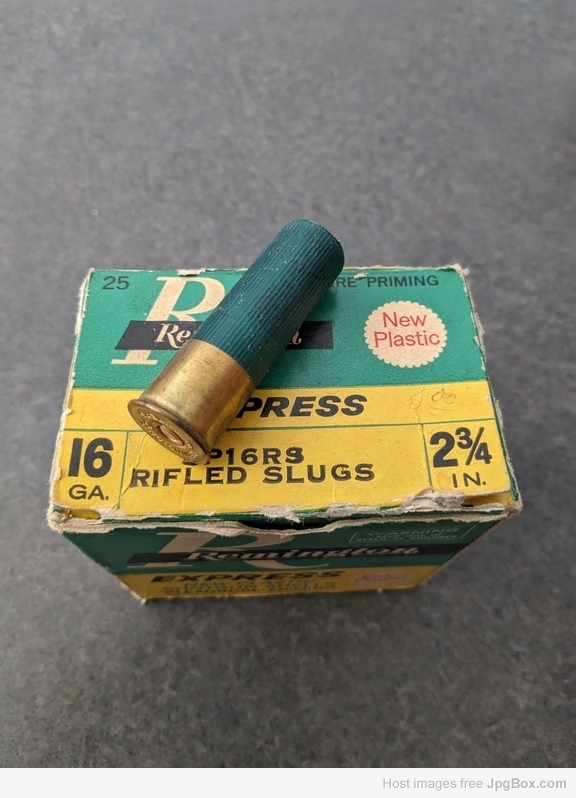 25
RE PRIMING
New
Plastic
PRESS
16
GA.
P16RS
RIFLED SLUGS
2¾
IN.
Remington
EXPRESS
Host images free JpgBox.com